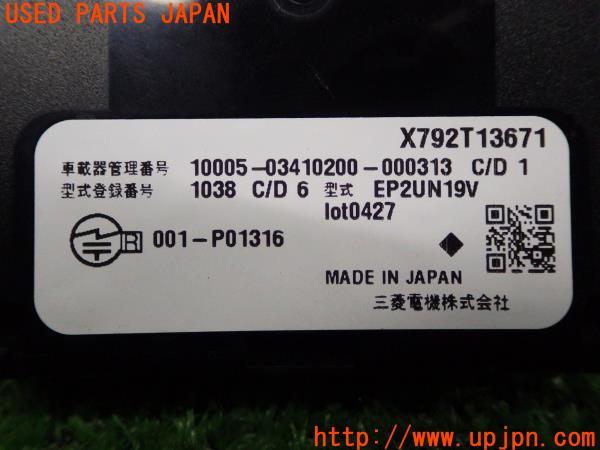 USED PARTS JAPAN
X792T13671
車載器管理番号 10005-03410200-000313 C/D 1
型式登録番号 1038 C/D 6 型式 EP2UN19V
lot0427
R 001-P01316
MADE IN JAPAN
三菱電機株式会社
http://www.upjpn.com/